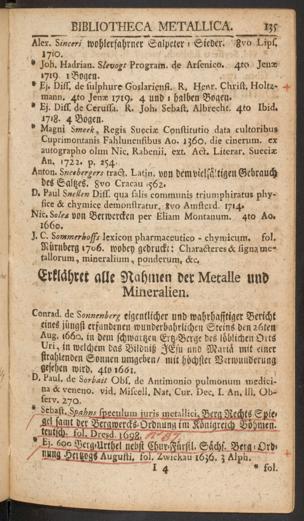 BIBLIOTHECA METALLICA. 135
Alex. Sinceri wohlerfahrner Salpeter-Sieder. 8vo Lips.
1710.
* Joh. Hadrian. Slevogt Program. de Arsenico. 4to Jenæ
1719. 1 Bogen.
* Ej. Diss. de sulphure Goslariensi. R. Henr. Christ. Holtz-
mann. 4to Jenæ 1719. 4 und 1 halben Bogen.
* Ej. Diss. de Cerussa. R. Joh. Sebast. Albrecht. 4to Ibid.
1718. 4 Bogen.
* Magni Smeek, Regis Sueciæ Constitutio data cultoribus
Cuprimontanis Fahlunensibus Ao. 1360. die cinerum. ex
autographo olim Nic. Rabenii. ext. Act. Literar. Sueciæ
An. 1722. p. 254.
Anton. Sneebergers tract. Latin. von dem vielfältigen Gebrauch
des Saltzes. 8vo Cracau 1562.
D. Paul Snellen Diss. qua salis communis triumphiratus phy-
sice & chymice demonstratur. 8vo Amsterd. 1714.
Nic. Solea von Berwercken per Eliam Montanum. 4to Ao.
1660.
J. C. Sommerhoffs lexicon pharmaceutico-chymicum. fol.
Nürnberg 1706. wobey gedruckt: Characteres & signa me-
tallorum, mineralium, ponderum, &c.
Erklähret alle Nahmen der Metalle und
Mineralien.
Conrad. de Sonnenberg eigentlicher und wahrhafftiger Bericht
eines jüngst erfundenen wunderbahrlichen Steins den 26ten
Aug. 1660. in dem schwartzen Ertz-Berge des löblichen Orts
Uri, in welchem das Bildniß JEsu und Mariä mit einer
strahlenden Sonnen umgeben/ mit höchster Verwunderung
gesehen wird. 4to 1661.
D. Paul. de Sorbait Obs. de Antimonio pulmonum medici-
na & veneno. vid. Miscell. Nat. Cur. Dec. I. An. III. Ob-
serv. 270.
* Sebast. Spahns speculum juris metallici, Berg Rechts Spie-
gel samt der Bergwercks-Ordnung im Königreich Böhmen.
teutsch. fol. Dresd. 1698.
* Ej. 600 Berg-Urthel nebst Chur-Fürstl. Sächs. Berg-Ord-
nung Hertzogs Augusti. fol. Zwickau 1636. 3 Alph.
I 4 * fol.